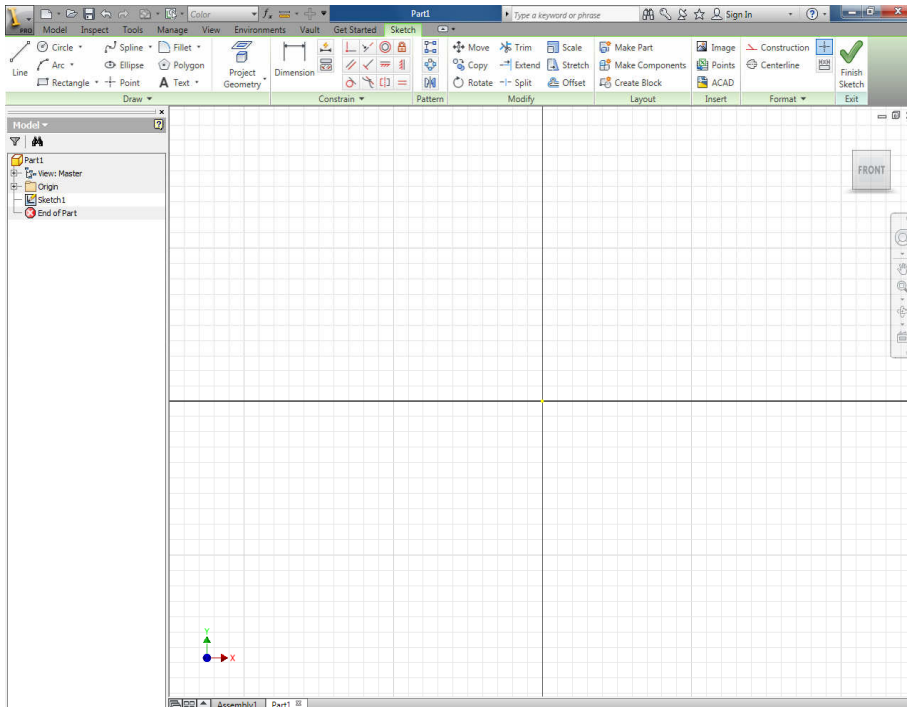 Color Part1 Type a keyword or phrase Sign In
PRO Model Inspect Tools Manage View Environments Vault Get Started Sketch
Line Circle Spline Fillet Project Geometry Dimension Move Trim Scale Make Part Image Construction Finish Sketch
Arc Ellipse Polygon Copy Extend Stretch Make Components Points Centerline
Rectangle Point A Text Rotate Split Offset Create Block ACAD
Draw Constrain Pattern Modify Layout Insert Format Exit
Model
Part1
View: Master
Origin
Sketch1
End of Part
FRONT
Y
X
Assembly1 Part1